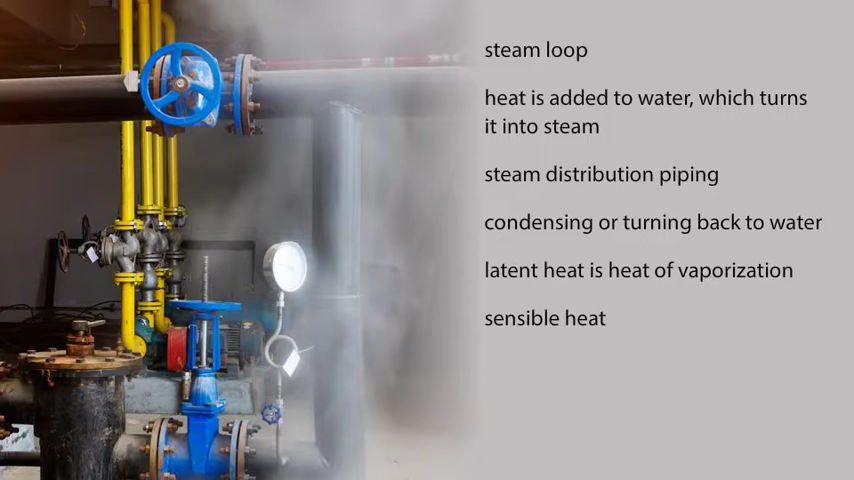 steam loop
heat is added to water, which turns
it into steam
steam distribution piping
condensing or turning back to water
latent heat is heat of vaporization
sensible heat